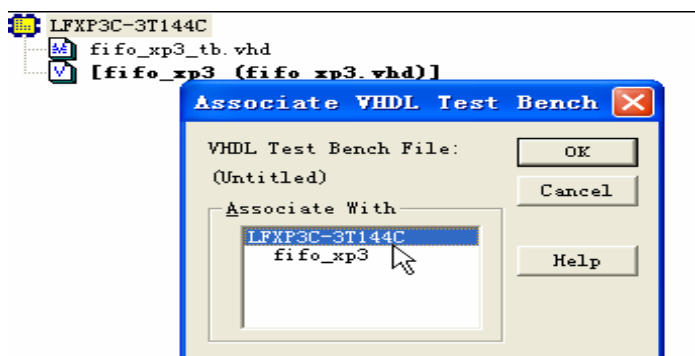 LFXP3C-3T144C
fifo_xp3_tb.vhd
[fifo_xp3 (fifo_xp3.vhd)]
Associate VHDL Test Bench
VHDL Test Bench File:
(Untitled)
OK
Cancel
Associate With
LFXP3C-3T144C
fifo_xp3
Help